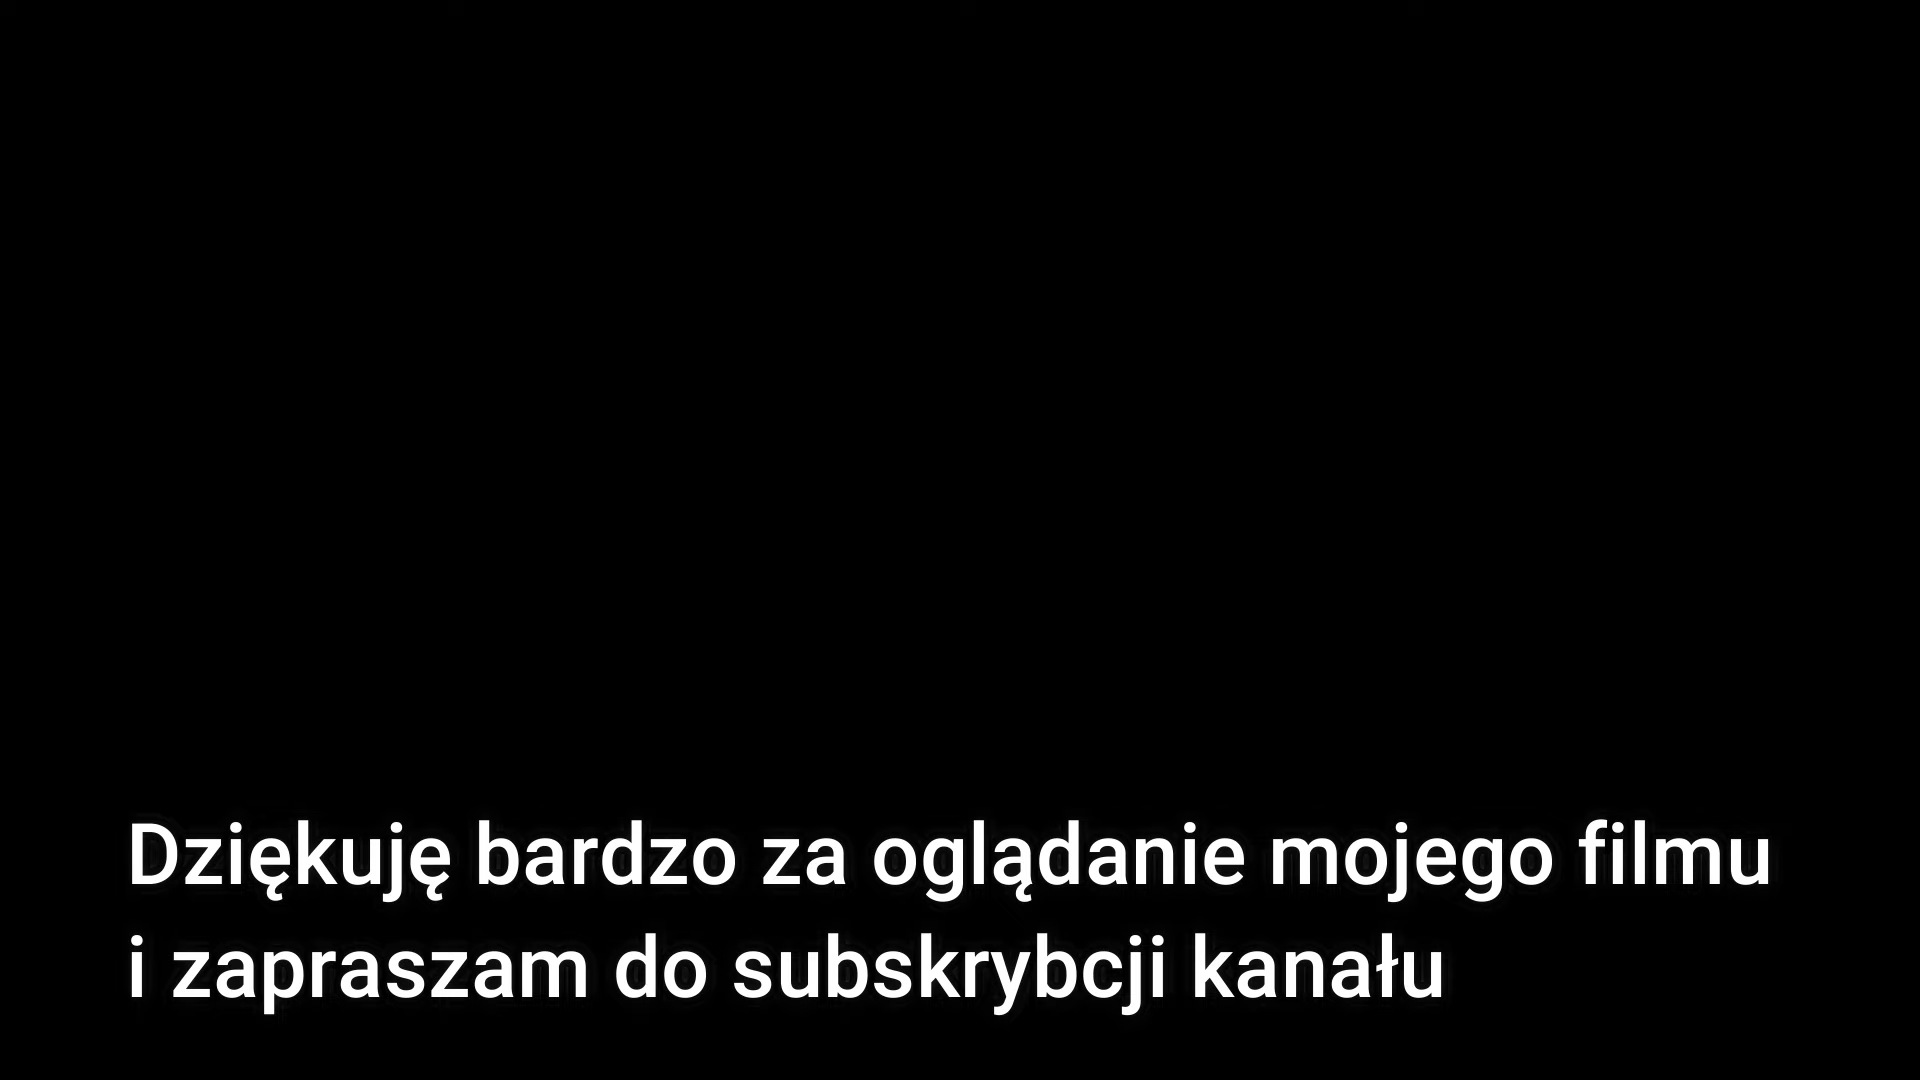 Dziękuję bardzo za oglądanie mojego filmu
i zapraszam do subskrybcji kanału